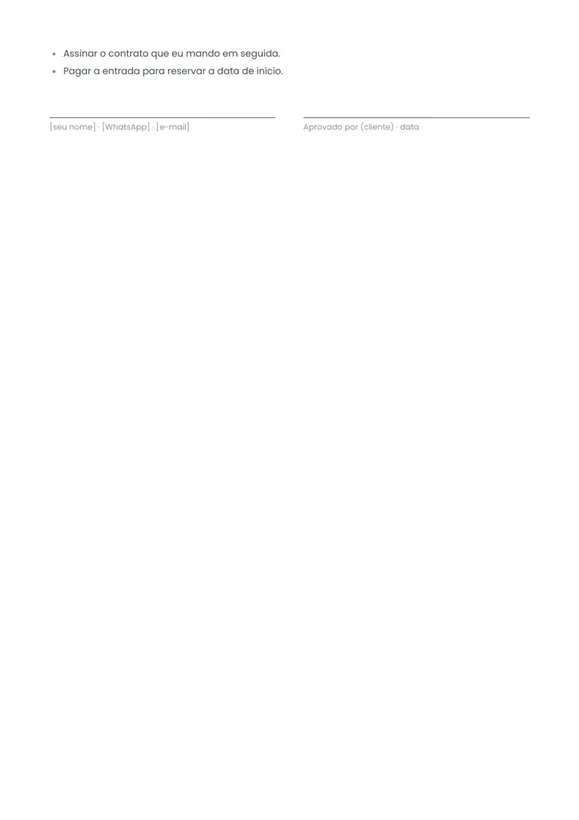 Assinar o contrato que eu mando em seguida.
Pagar a entrada para reservar a data de início.
[seu nome] · [WhatsApp] · [e-mail]
Aprovado por (cliente) · data